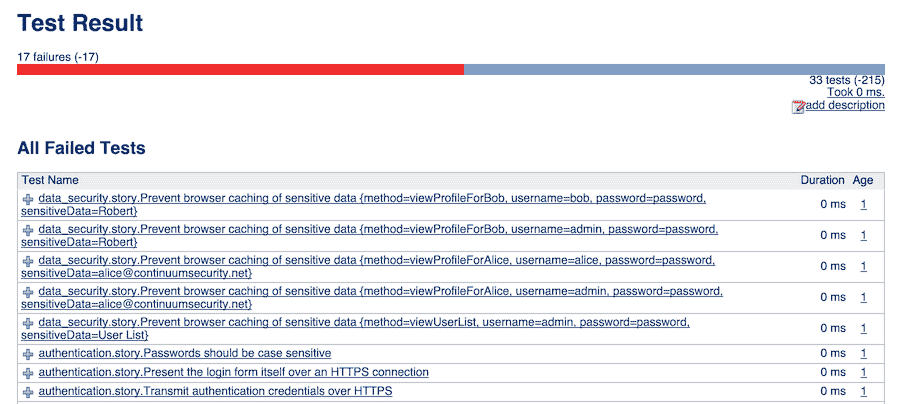 Test Result
17 failures (-17)
33 tests (-215)
Took 0 ms.
add description
All Failed Tests
Test Name Duration Age
data_security.story.Prevent browser caching of sensitive data {method=viewProfileForBob, username=bob, password=password,
sensitiveData=Robert} 0 ms 1
data_security.story.Prevent browser caching of sensitive data {method=viewProfileForBob, username=admin, password=password,
sensitiveData=Robert} 0 ms 1
data_security.story.Prevent browser caching of sensitive data {method=viewProfileForAlice, username=alice, password=password,
sensitiveData=alice@continuumsecurity.net} 0 ms 1
data_security.story.Prevent browser caching of sensitive data {method=viewProfileForAlice, username=admin, password=password,
sensitiveData=alice@continuumsecurity.net} 0 ms 1
data_security.story.Prevent browser caching of sensitive data {method=viewUserList, username=admin, password=password,
sensitiveData=User List} 0 ms 1
authentication.story.Passwords should be case sensitive 0 ms 1
authentication.story.Present the login form itself over an HTTPS connection 0 ms 1
authentication.story.Transmit authentication credentials over HTTPS 0 ms 1